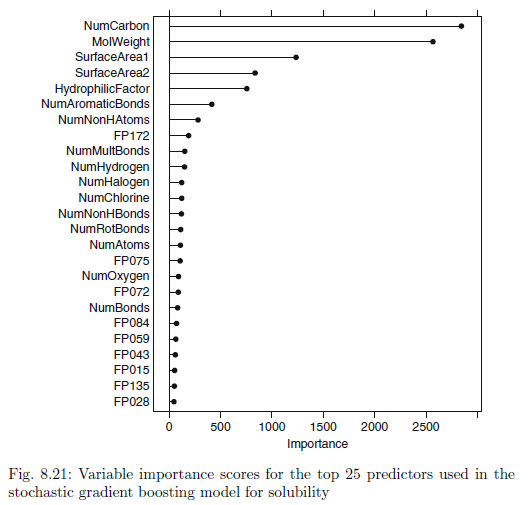 NumCarbon
MolWeight
SurfaceArea1
SurfaceArea2
HydrophilicFactor
NumAromaticBonds
NumNonHAtoms
FP172
NumMultBonds
NumHydrogen
NumHalogen
NumChlorine
NumNonHBonds
NumRotBonds
NumAtoms
FP075
NumOxygen
FP072
NumBonds
FP084
FP059
FP043
FP015
FP135
FP028
0 500 1000 1500 2000 2500
Importance
Fig. 8.21: Variable importance scores for the top 25 predictors used in the
stochastic gradient boosting model for solubility